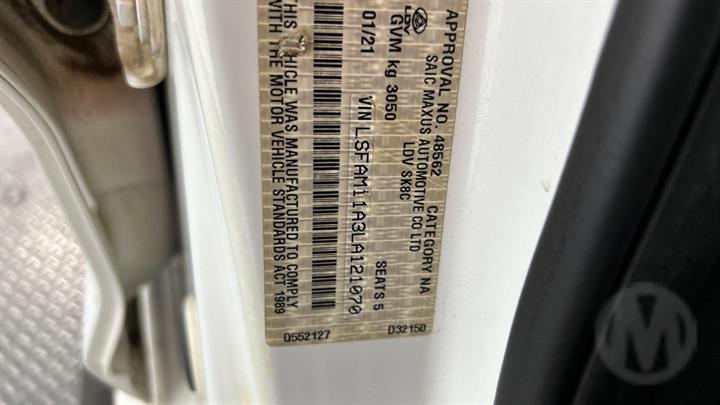 APPROVAL NO. 48562 CATEGORY NA
SAIC MAXUS AUTOMOTIVE CO LTD
LDV LDV SK8C
GVM kg 3050
01/21 SEATS 5
VIN LSFAM11A3LA121070
THIS VEHICLE WAS MANUFACTURED TO COMPLY
WITH THE MOTOR VEHICLE STANDARDS ACT 1989
Q552127 D32150
M